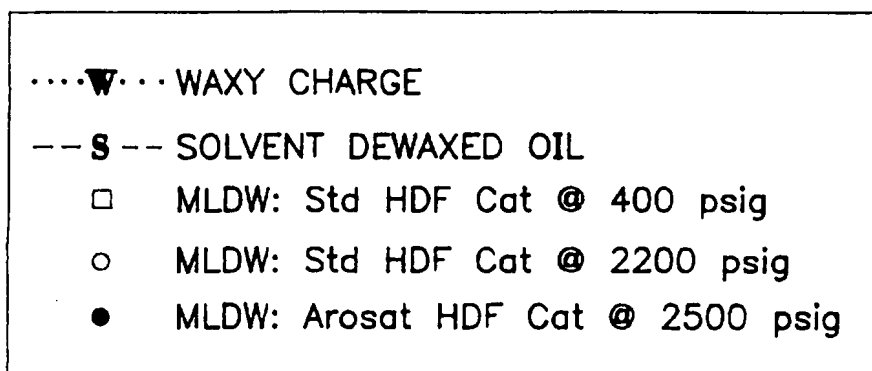 ····W··· WAXY CHARGE
--S-- SOLVENT DEWAXED OIL
□ MLDW: Std HDF Cat @ 400 psig
○ MLDW: Std HDF Cat @ 2200 psig
● MLDW: Arosat HDF Cat @ 2500 psig